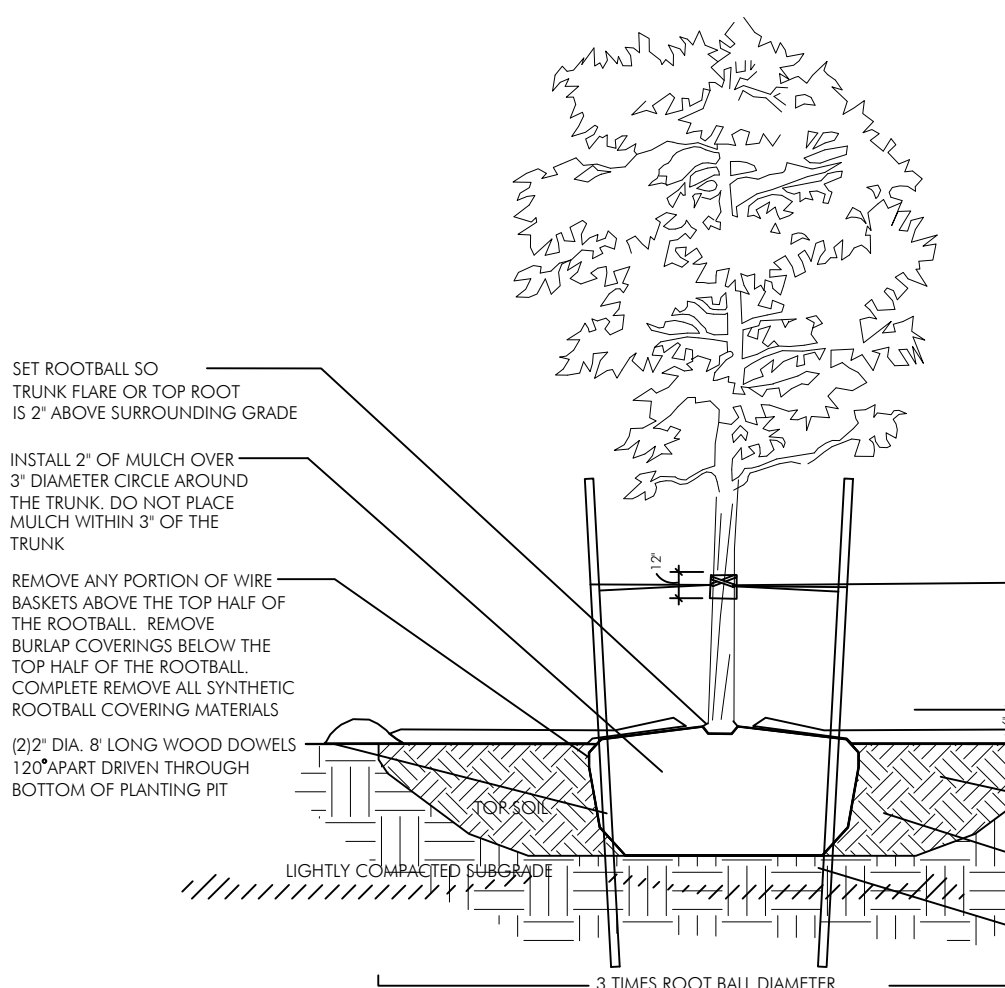 SET ROOTBALL SO
TRUNK FLARE OR TOP ROOT
IS 2" ABOVE SURROUNDING GRADE
INSTALL 2" OF MULCH OVER
3" DIAMETER CIRCLE AROUND
THE TRUNK. DO NOT PLACE
MULCH WITHIN 3" OF THE
TRUNK
12"
REMOVE ANY PORTION OF WIRE
BASKETS ABOVE THE TOP HALF OF
THE ROOTBALL. REMOVE
BURLAP COVERINGS BELOW THE
TOP HALF OF THE ROOTBALL.
COMPLETE REMOVE ALL SYNTHETIC
ROOTBALL COVERING MATERIALS
(2)2" DIA. 8' LONG WOOD DOWELS
120° APART DRIVEN THROUGH
BOTTOM OF PLANTING PIT
TOP SOIL
LIGHTLY COMPACTED SUBGRADE
3 TIMES ROOT BALL DIAMETER